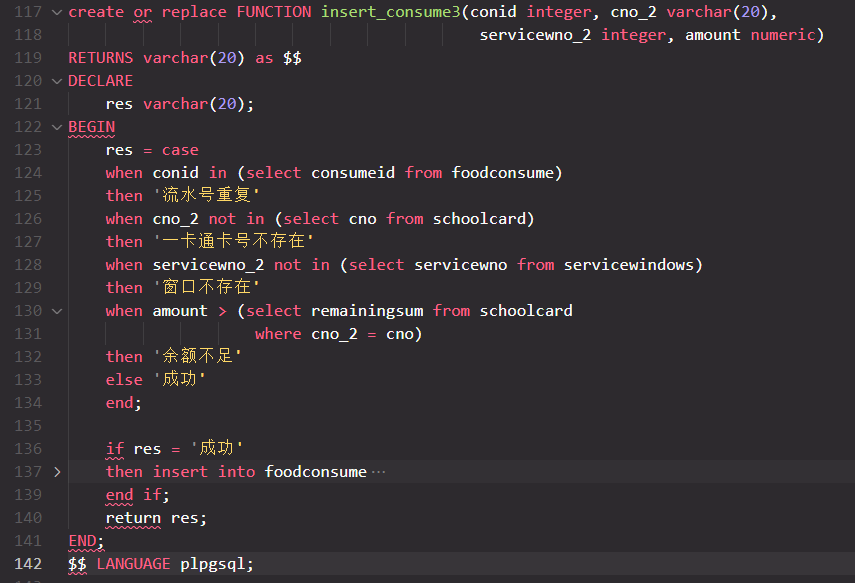 117 create or replace FUNCTION insert_consume3(conid integer, cno_2 varchar(20),
118 servicewno_2 integer, amount numeric)
119 RETURNS varchar(20) as $$
120 DECLARE
121 res varchar(20);
122 BEGIN
123 res = case
124 when conid in (select consumeid from foodconsume)
125 then '流水号重复'
126 when cno_2 not in (select cno from schoolcard)
127 then '一卡通卡号不存在'
128 when servicewno_2 not in (select servicewno from servicewindows)
129 then '窗口不存在'
130 when amount > (select remainingsum from schoolcard
131 where cno_2 = cno)
132 then '余额不足'
133 else '成功'
134 end;
135
136 if res = '成功'
137 then insert into foodconsume ···
139 end if;
140 return res;
141 END;
142 $$ LANGUAGE plpgsql;